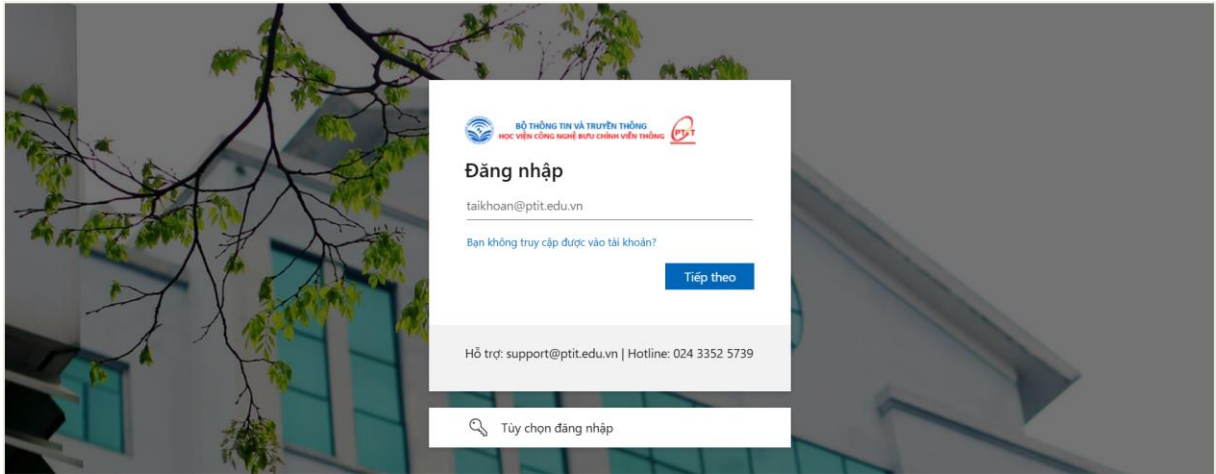 BỘ THÔNG TIN VÀ TRUYỀN THÔNG
HỌC VIỆN CÔNG NGHỆ BƯU CHÍNH VIỄN THÔNG
PTIT
Đăng nhập
taikhoan@ptit.edu.vn
Bạn không truy cập được vào tài khoản?
Tiếp theo
Hỗ trợ: support@ptit.edu.vn | Hotline: 024 3352 5739
Tùy chọn đăng nhập